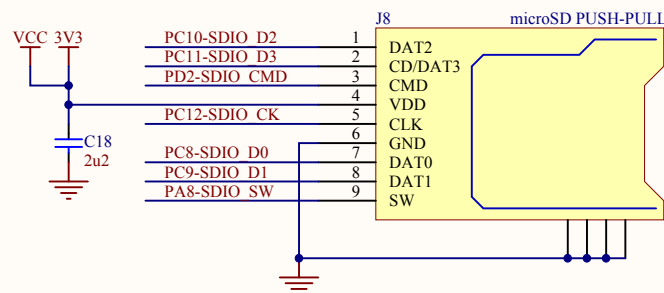 J8 microSD PUSH-PULL
VCC 3V3
PC10-SDIO_D2 1 DAT2
PC11-SDIO_D3 2 CD/DAT3
PD2-SDIO_CMD 3 CMD
4 VDD
PC12-SDIO_CK 5 CLK
6 GND
C18
2u2
PC8-SDIO_D0 7 DAT0
PC9-SDIO_D1 8 DAT1
PA8-SDIO_SW 9 SW